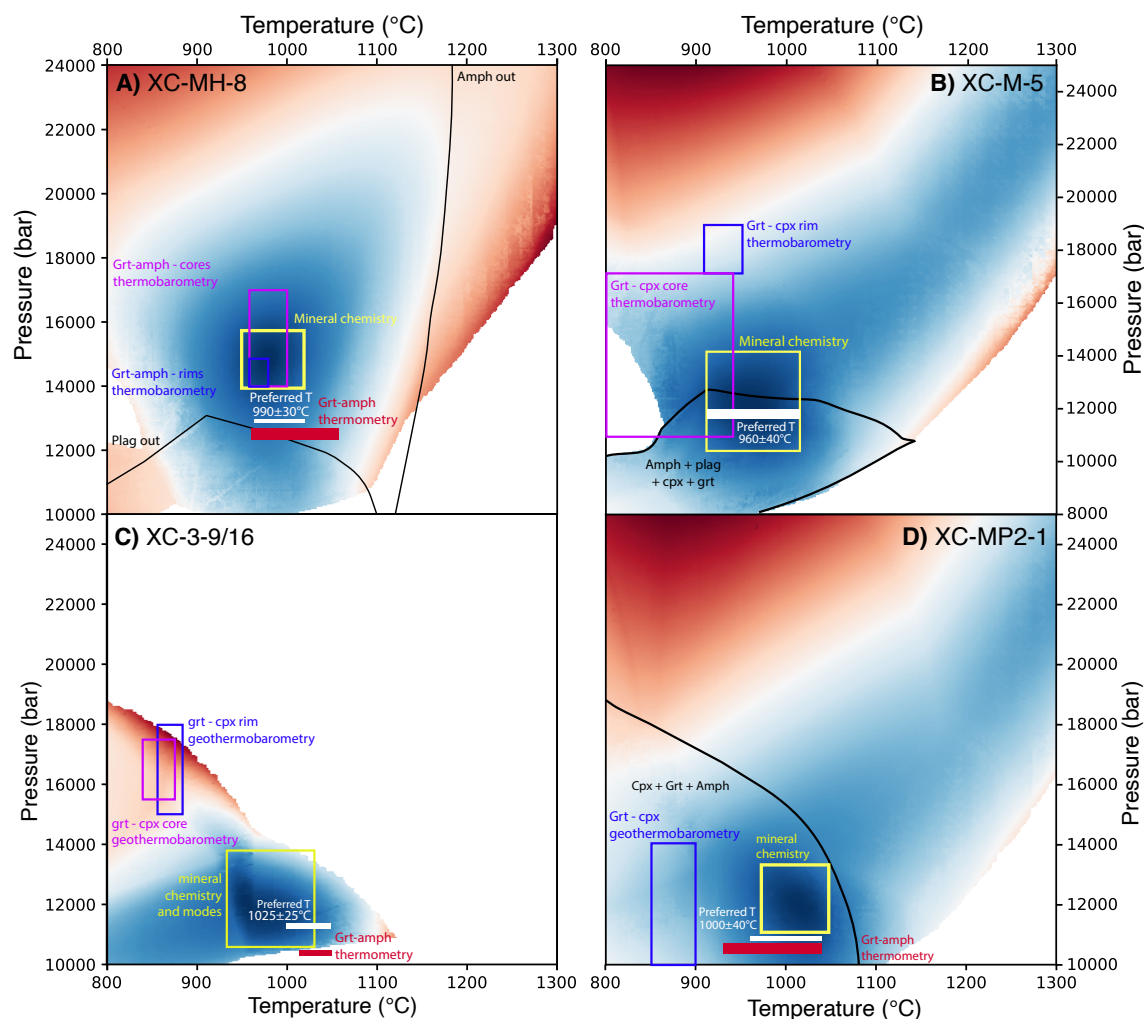 Temperature (°C)
Temperature (°C)
800 900 1000 1100 1200 1300
800 900 1000 1100 1200 1300
A) XC-MH-8
Amph out
24000
22000
20000
18000
16000
14000
12000
10000
Pressure (bar)
Grt-amph - cores
thermobarometry
Mineral chemistry
Grt-amph - rims
thermobarometry
Preferred T
990±30°C
Grt-amph
thermometry
Plag out
B) XC-M-5
24000
22000
20000
18000
16000
14000
12000
10000
8000
Pressure (bar)
Grt - cpx rim
thermobarometry
Grt - cpx core
thermobarometry
Mineral chemistry
Preferred T
960±40°C
Amph + plag
+ cpx + grt
C) XC-3-9/16
24000
22000
20000
18000
16000
14000
12000
10000
Pressure (bar)
grt - cpx rim
geothermobarometry
grt - cpx core
geothermobarometry
mineral
chemistry
and modes
Preferred T
1025±25°C
Grt-amph
thermometry
800 900 1000 1100 1200 1300
Temperature (°C)
D) XC-MP2-1
24000
22000
20000
18000
16000
14000
12000
10000
Pressure (bar)
Cpx + Grt + Amph
Grt - cpx
geothermobarometry
mineral
chemistry
Preferred T
1000±40°C
Grt-amph
thermometry
800 900 1000 1100 1200 1300
Temperature (°C)